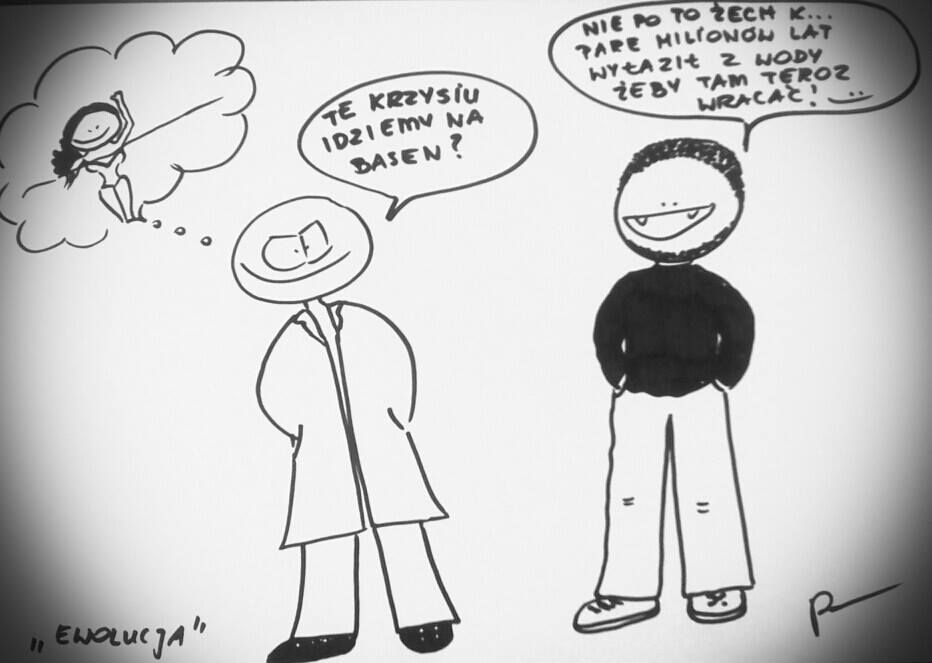 TE KRZYSIU
IDZIEMY NA
BASEN?
NIE PO TO ŻECH K...
PARE MILIONÓW LAT
WYŁAZIŁ Z WODY
ŻEBY TAM TEROZ
WRACAĆ!
„EWOLUCJA”